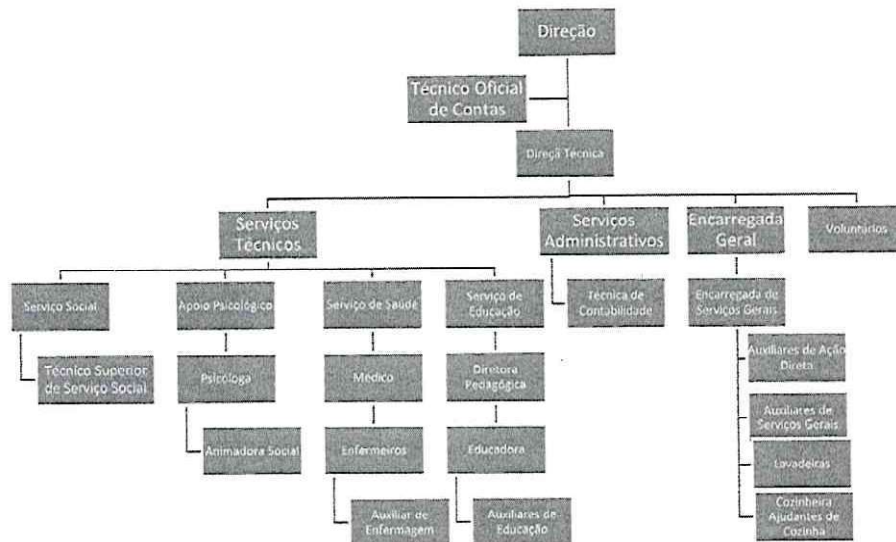 Direção
Técnico Oficial
de Contas
Direçã Técnica
Serviços
Técnicos
Serviços
Administrativos
Encarregada
Geral
Voluntários
Serviço Social
Apoio Psicológico
Serviço de Saúde
Serviço de
Educação
Técnica de
Contabilidade
Encarregada de
Serviços Gerais
Técnico Superior
de Serviço Social
Psicóloga
Médico
Diretora
Pedagógica
Auxiliares de Ação
Direta
Animadora Social
Enfermeiros
Educadora
Auxiliares de
Serviços Gerais
Lavadeiras
Auxiliar de
Enfermagem
Auxiliares de
Educação
Cozinheira
Ajudantes de
Cozinha